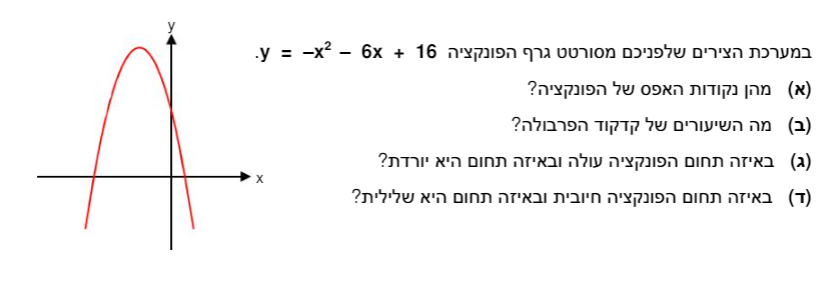 במערכת הצירים שלפניכם מסורטט גרף הפונקציה y = –x² – 6x + 16.
(א) מהן נקודות האפס של הפונקציה?
(ב) מה השיעורים של קדקוד הפרבולה?
(ג) באיזה תחום הפונקציה עולה ובאיזה תחום היא יורדת?
(ד) באיזה תחום הפונקציה חיובית ובאיזה תחום היא שלילית?
y
x